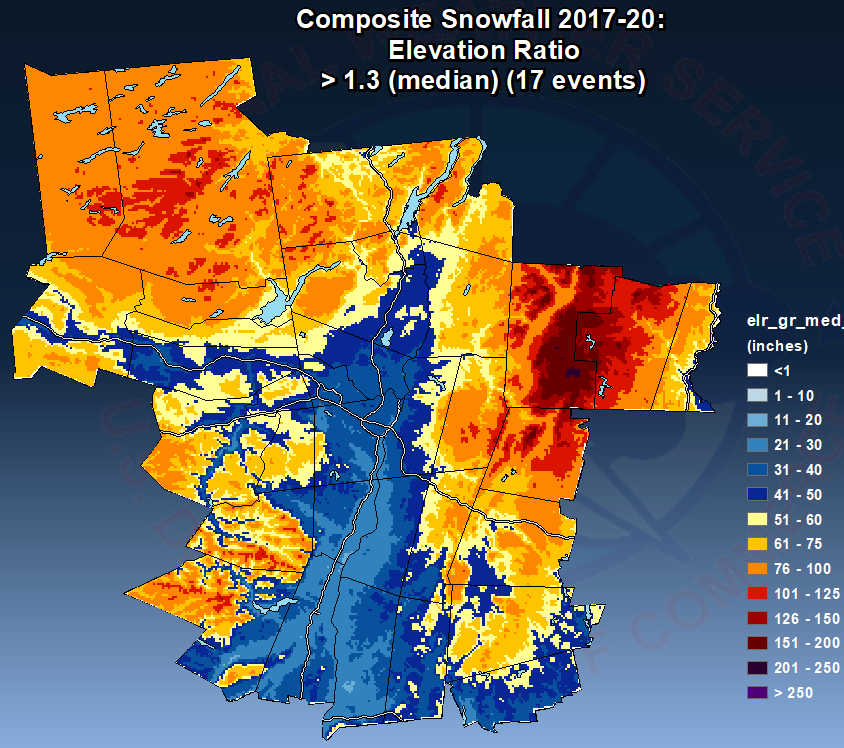 Composite Snowfall 2017-20:
Elevation Ratio
> 1.3 (median) (17 events)
elr_gr_med_
(inches)
<1
1 - 10
11 - 20
21 - 30
31 - 40
41 - 50
51 - 60
61 - 75
76 - 100
101 - 125
126 - 150
151 - 200
201 - 250
> 250